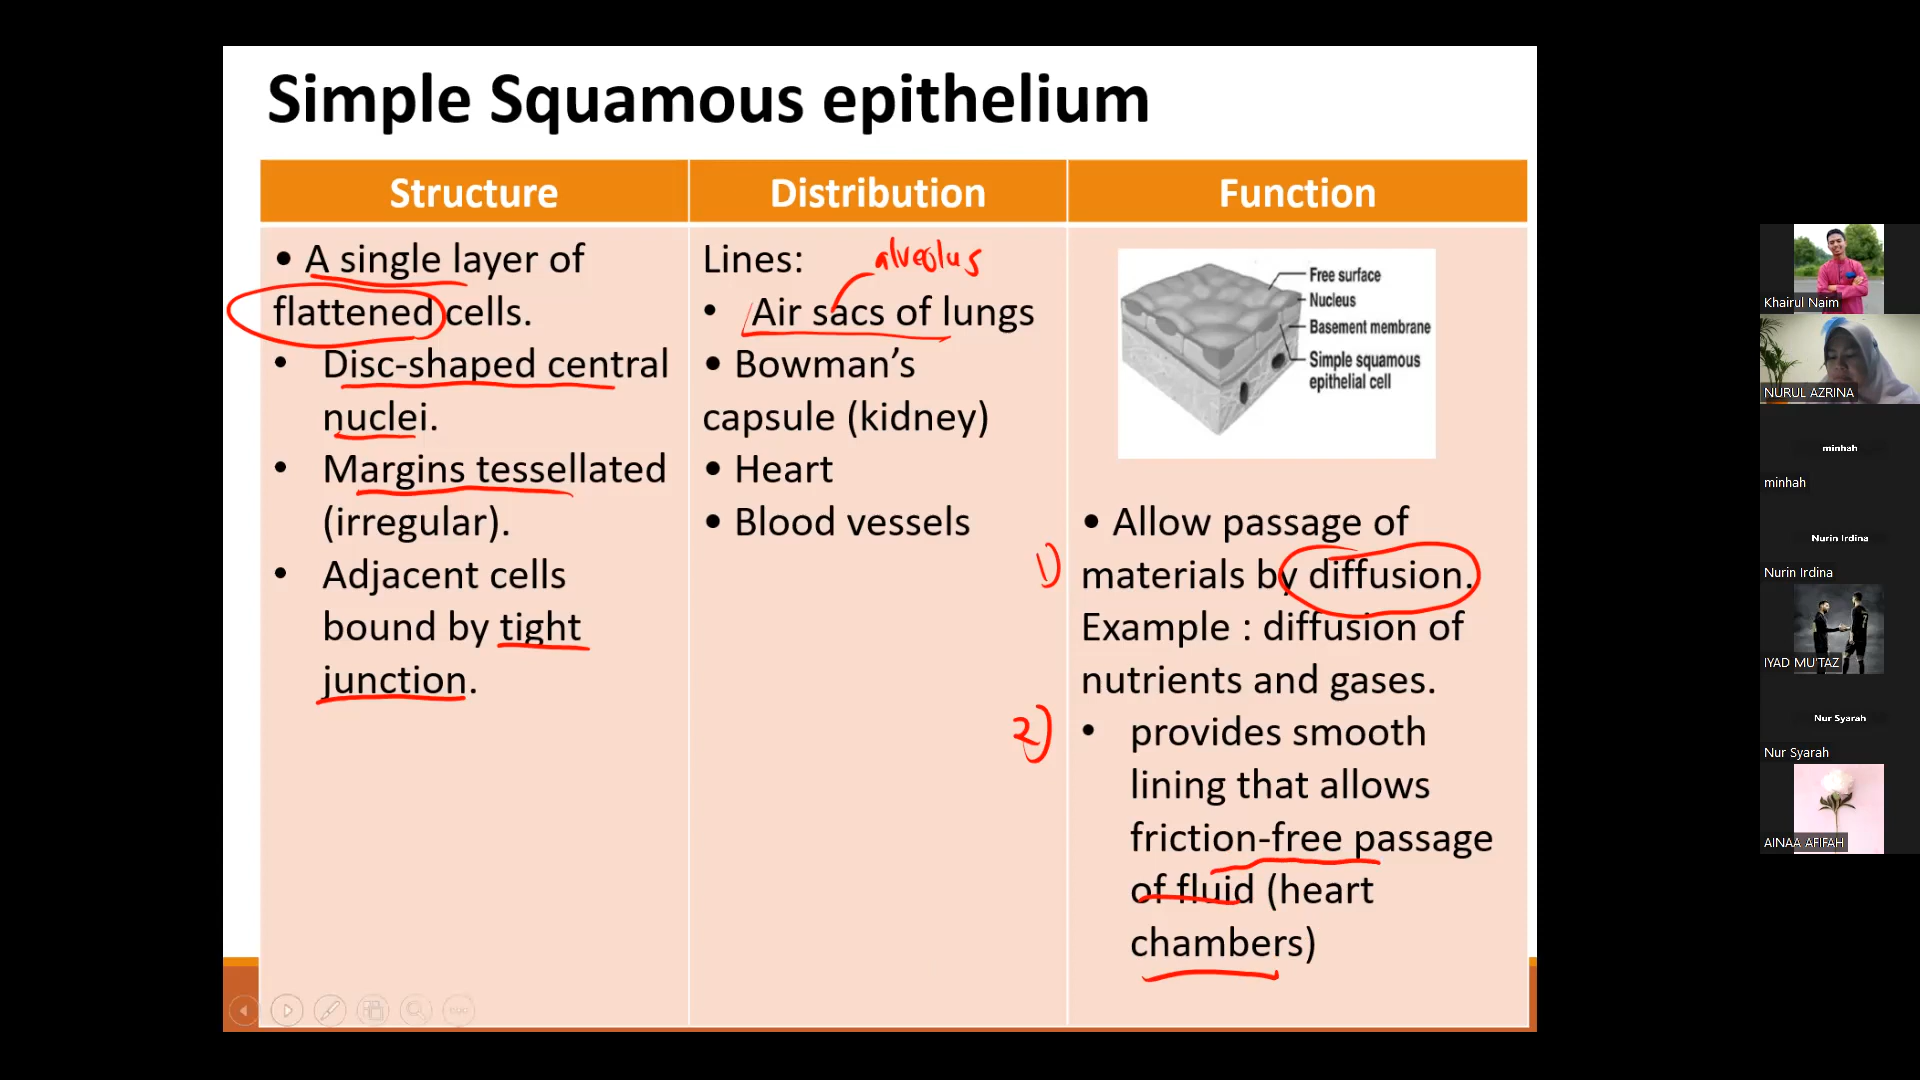 Simple Squamous epithelium
Structure
Distribution
Function
• A single layer of
flattened cells.
• Disc-shaped central
nuclei.
• Margins tessellated
(irregular).
• Adjacent cells
bound by tight
junction.
Lines:
alveolus
• Air sacs of lungs
• Bowman’s
capsule (kidney)
• Heart
• Blood vessels
Free surface
Nucleus
Basement membrane
Simple squamous
epithelial cell
• Allow passage of
1) materials by diffusion.
Example : diffusion of
nutrients and gases.
2) • provides smooth
lining that allows
friction-free passage
of fluid (heart
chambers)
Khairul Naim
NURUL AZRINA
minhah
minhah
Nurin Irdina
Nurin Irdina
IYAD MU'TAZ
Nur Syarah
Nur Syarah
AINAA AFIFAH